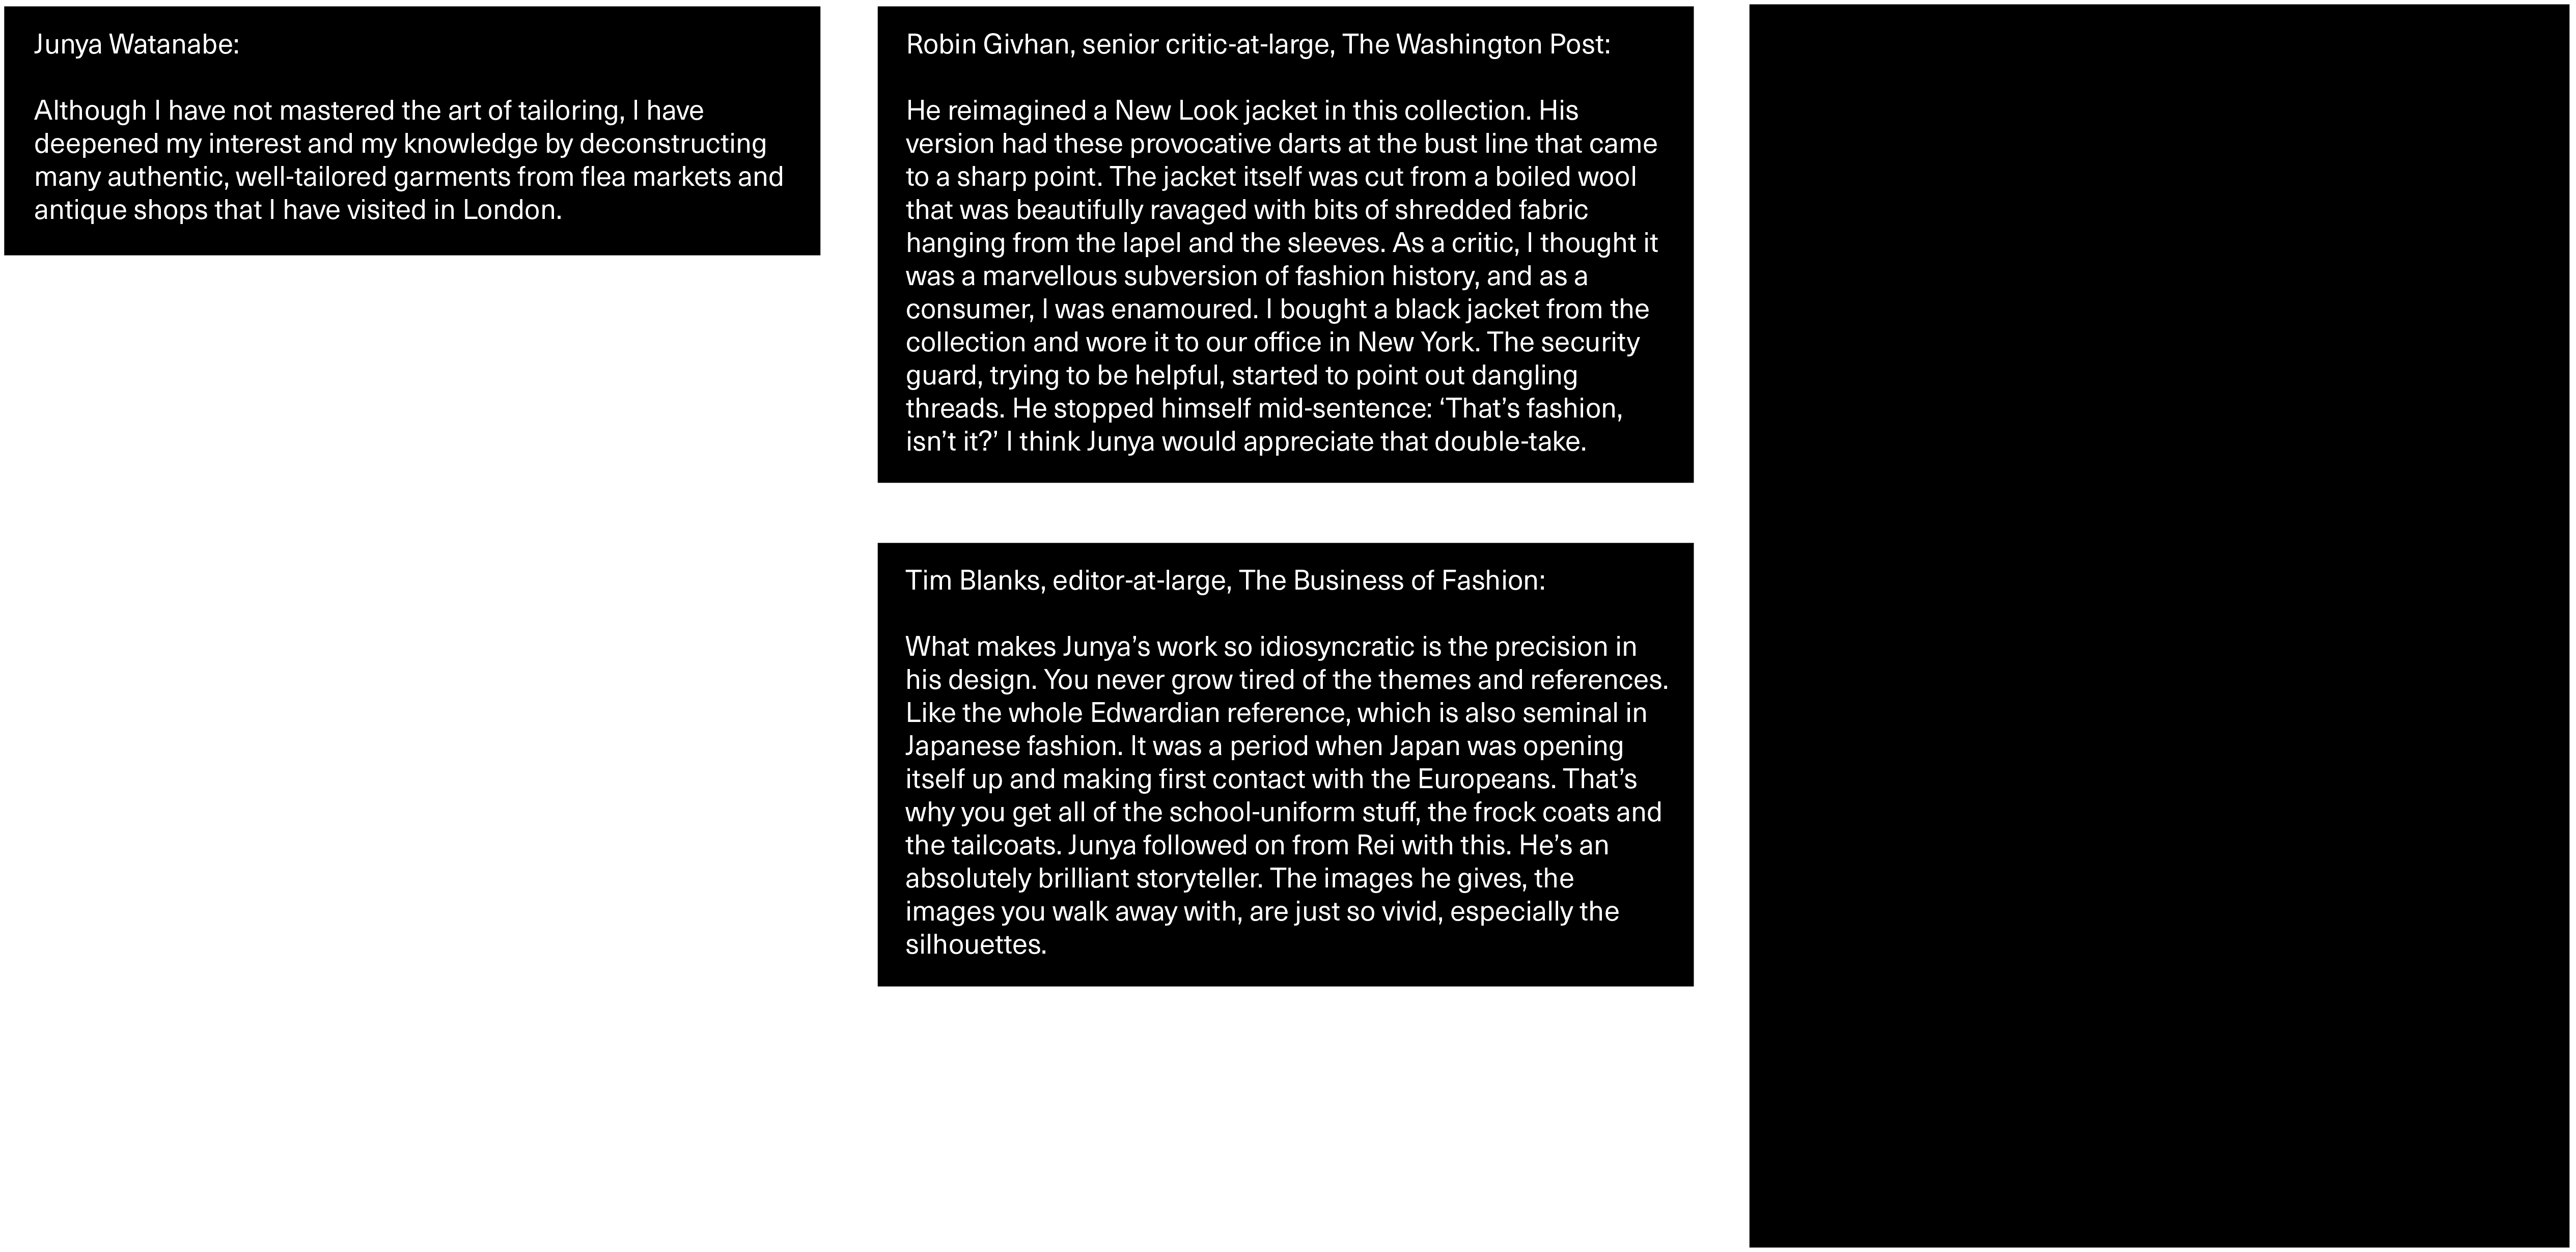 Junya Watanabe:
Although I have not mastered the art of tailoring, I have
deepened my interest and my knowledge by deconstructing
many authentic, well-tailored garments from flea markets and
antique shops that I have visited in London.
Robin Givhan, senior critic-at-large, The Washington Post:
He reimagined a New Look jacket in this collection. His
version had these provocative darts at the bust line that came
to a sharp point. The jacket itself was cut from a boiled wool
that was beautifully ravaged with bits of shredded fabric
hanging from the lapel and the sleeves. As a critic, I thought it
was a marvellous subversion of fashion history, and as a
consumer, I was enamoured. I bought a black jacket from the
collection and wore it to our office in New York. The security
guard, trying to be helpful, started to point out dangling
threads. He stopped himself mid-sentence: ‘That’s fashion,
isn’t it?’ I think Junya would appreciate that double-take.
Tim Blanks, editor-at-large, The Business of Fashion:
What makes Junya’s work so idiosyncratic is the precision in
his design. You never grow tired of the themes and references.
Like the whole Edwardian reference, which is also seminal in
Japanese fashion. It was a period when Japan was opening
itself up and making first contact with the Europeans. That’s
why you get all of the school-uniform stuff, the frock coats and
the tailcoats. Junya followed on from Rei with this. He’s an
absolutely brilliant storyteller. The images he gives, the
images you walk away with, are just so vivid, especially the
silhouettes.